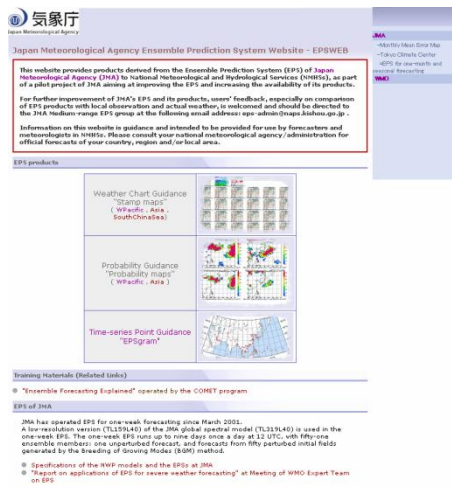 気象庁
Japan Meteorological Agency
Japan Meteorological Agency Ensemble Prediction System Website - EPSWEB
This website provides products derived from the Ensemble Prediction System (EPS) of Japan
Meteorological Agency (JMA) to National Meteorological and Hydrological Services (NMHSs), as part
of a pilot project of JMA aiming at improving the EPS and increasing the availability of its products.
For further improvement of JMA's EPS and its products, users' feedback, especially on comparison
of EPS products with local observations and actual weather, is welcomed and should be directed to
the JMA Medium-range EPS group at the following email address: eps-admin@naps.kishou.go.jp .
Information on this website is guidance and intended to be provided for use by forecasters and
meteorologists in NMHSs. Please consult your national meteorological agency/administration for
official forecasts of your country, region and/or local area.
JMA
-Monthly Mean Error Map
-Tokyo Climate Center
-EPS for one-month and
seasonal forecasting
WMO
EPS products
Weather Chart Guidance
"Stamp maps"
( WPacific , Asia ,
SouthChinaSea)
Probability Guidance
"Probability maps"
( WPacific , Asia )
Time-series Point Guidance
"EPSgram"
Training Materials (Related Links)
"Ensemble Forecasting Explained" operated by the COMET program
EPS of JMA
JMA has operated EPS for one-week forecasting since March 2001.
A low-resolution version (TL159L40) of the JMA global spectral model (TL319L40) is used in the
one-week EPS. The one-week EPS runs up to nine days once a day at 12 UTC, with fifty-one
ensemble members: one unperturbed forecast, and forecasts from fifty perturbed initial fields
generated by the Breeding of Growing Modes (BGM) method.
Specifications of the NWP models and the EPSs at JMA
"Report on applications of EPS for severe weather forecasting" at Meeting of WMO Expert Team
on EPS